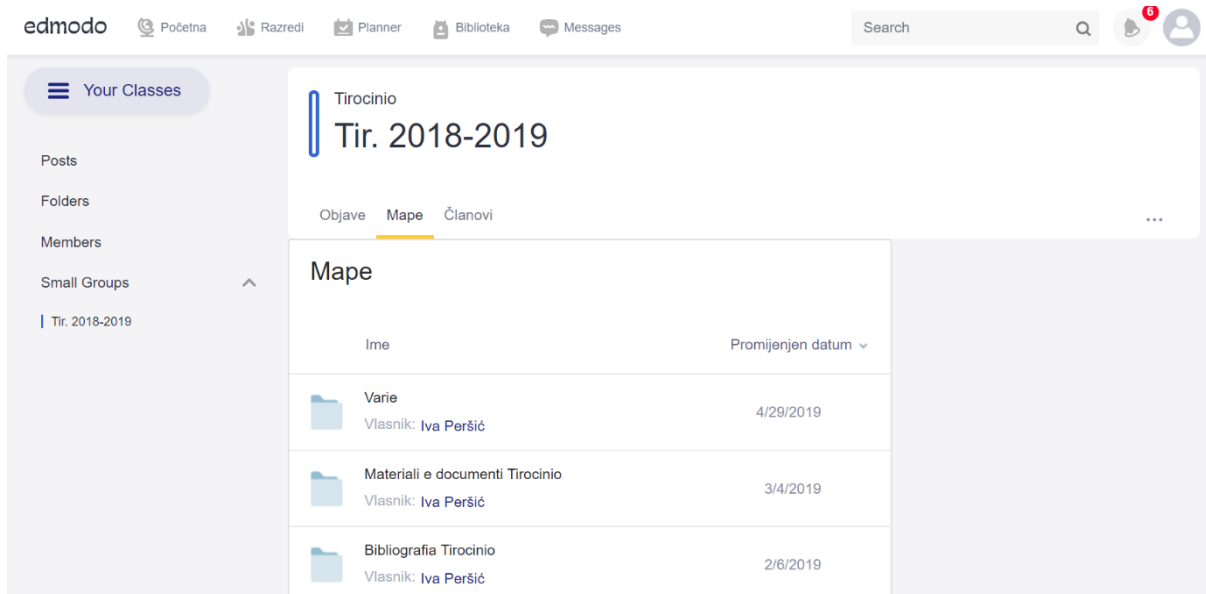 edmodo Početna Razredi Planner Biblioteka Messages Search 6
Your Classes
Posts
Folders
Members
Small Groups
Tir. 2018-2019
Tirocinio
Tir. 2018-2019
Objave Mape Članovi ...
Mape
Ime Promijenjen datum
Varie
Vlasnik: Iva Peršić
4/29/2019
Materiali e documenti Tirocinio
Vlasnik: Iva Peršić
3/4/2019
Bibliografia Tirocinio
Vlasnik: Iva Peršić
2/6/2019